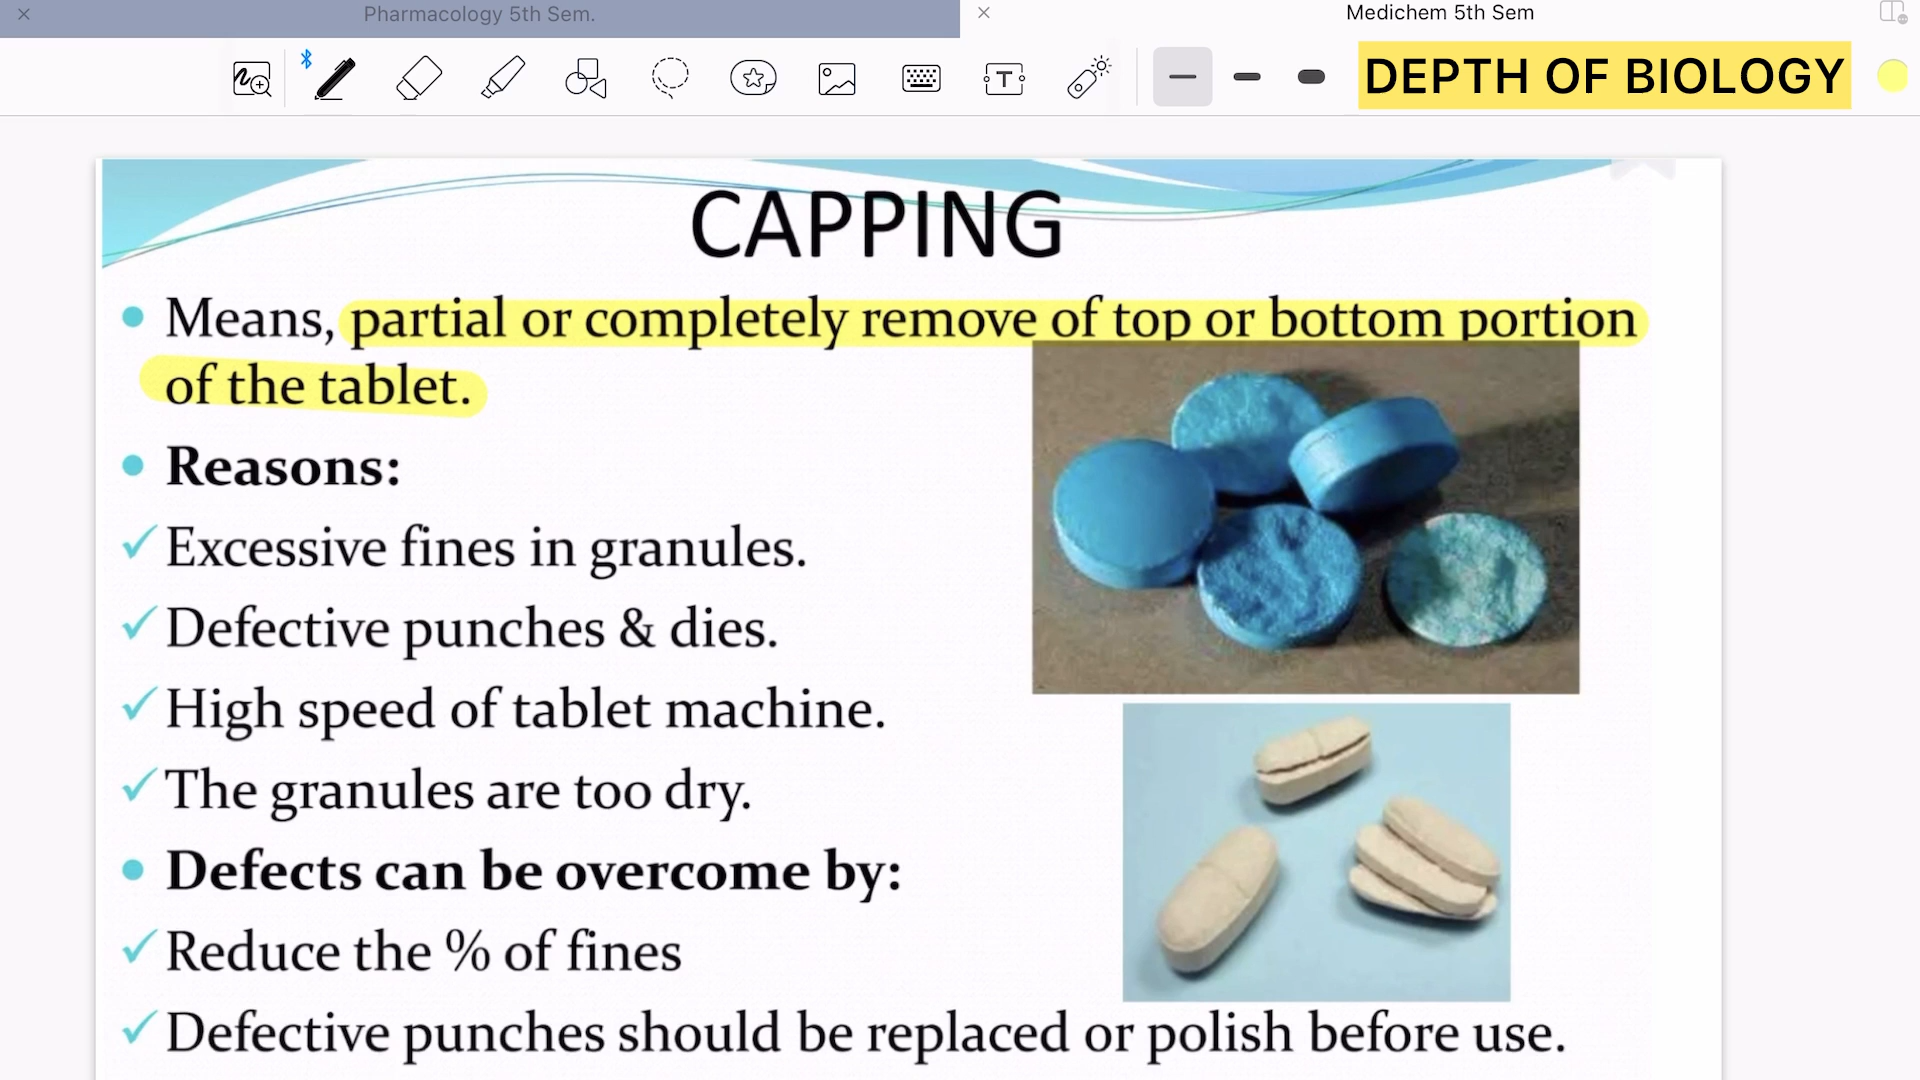 Pharmacology 5th Sem.
Medichem 5th Sem
T
DEPTH OF BIOLOGY
CAPPING
Means, partial or completely remove of top or bottom portion
of the tablet.
Reasons:
Excessive fines in granules.
Defective punches & dies.
High speed of tablet machine.
The granules are too dry.
Defects can be overcome by:
Reduce the % of fines
Defective punches should be replaced or polish before use.